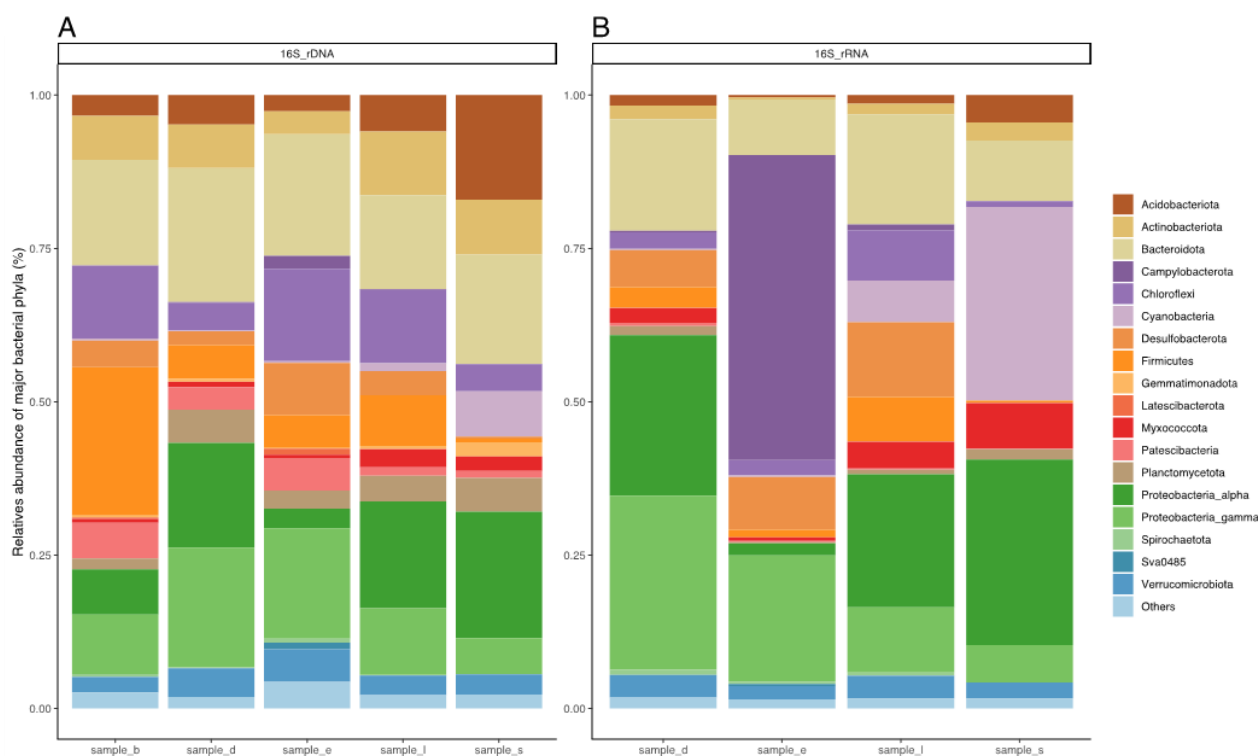 A
B
16S_rDNA
16S_rRNA
Relatives abundance of major bacterial phyla (%)
1.00
0.75
0.50
0.25
0.00
1.00
0.75
0.50
0.25
0.00
sample_b
sample_d
sample_e
sample_l
sample_s
sample_d
sample_e
sample_l
sample_s
Acidobacteriota
Actinobacteriota
Bacteroidota
Campylobacterota
Chloroflexi
Cyanobacteria
Desulfobacterota
Firmicutes
Gemmatimonadota
Latescibacterota
Myxococcota
Patescibacteria
Planctomycetota
Proteobacteria_alpha
Proteobacteria_gamma
Spirochaetota
Sva0485
Verrucomicrobiota
Others